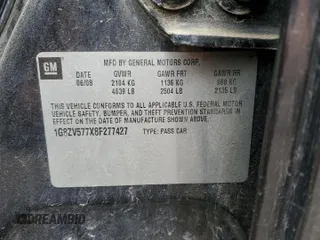 GM
MFD BY GENERAL MOTORS CORP.
DATE GVWR GAWR FRT GAWR RR
06/08 2104 KG 1136 KG 969 KG
4639 LB 2504 LB 2135 LB
THIS VEHICLE CONFORMS TO ALL APPLICABLE U.S. FEDERAL MOTOR
VEHICLE SAFETY, BUMPER, AND THEFT PREVENTION STANDARDS
IN EFFECT ON THE DATE OF MANUFACTURE SHOWN ABOVE.
1G8ZV577X8F277427 TYPE: PASS CAR
DREAMBID